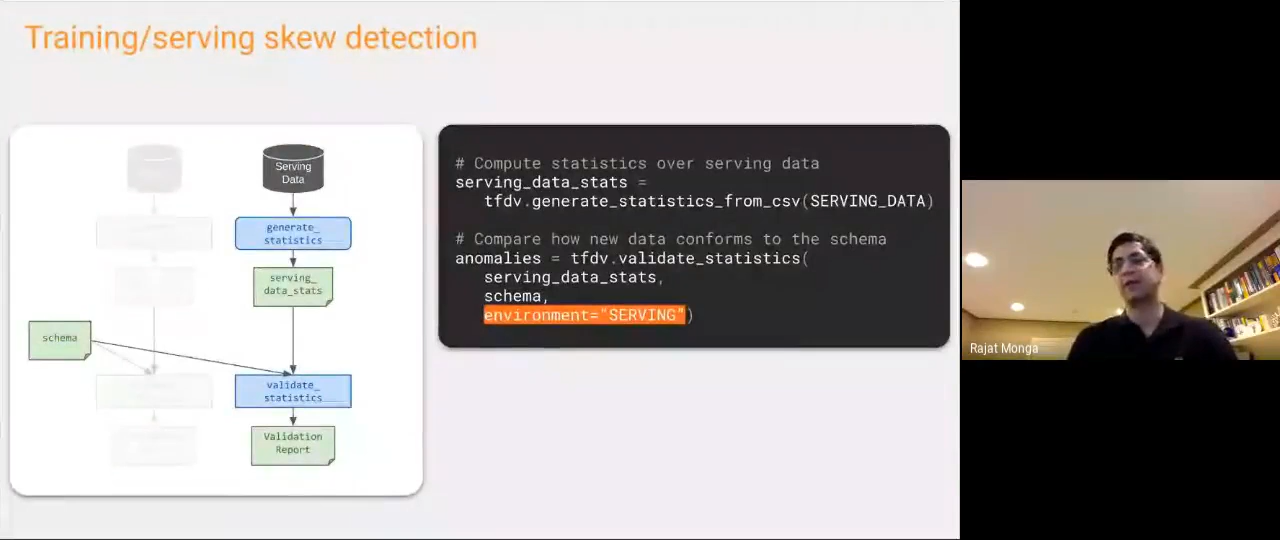 Training/serving skew detection
Serving
Data
generate_
statistics
serving_
data_stats
schema
validate_
statistics
Validation
Report
# Compute statistics over serving data
serving_data_stats =
tfdv.generate_statistics_from_csv(SERVING_DATA)
# Compare how new data conforms to the schema
anomalies = tfdv.validate_statistics(
serving_data_stats,
schema,
environment="SERVING")
Rajat Monga